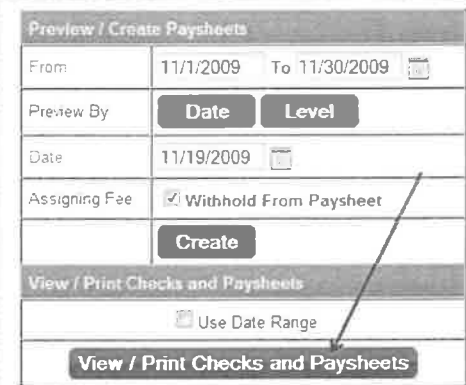 Preview / Create Paysheets
From 11/1/2009 To 11/30/2009
Preview By Date Level
Date 11/19/2009
Assigning Fee Withhold From Paysheet
Create
View / Print Checks and Paysheets
Use Date Range
View / Print Checks and Paysheets